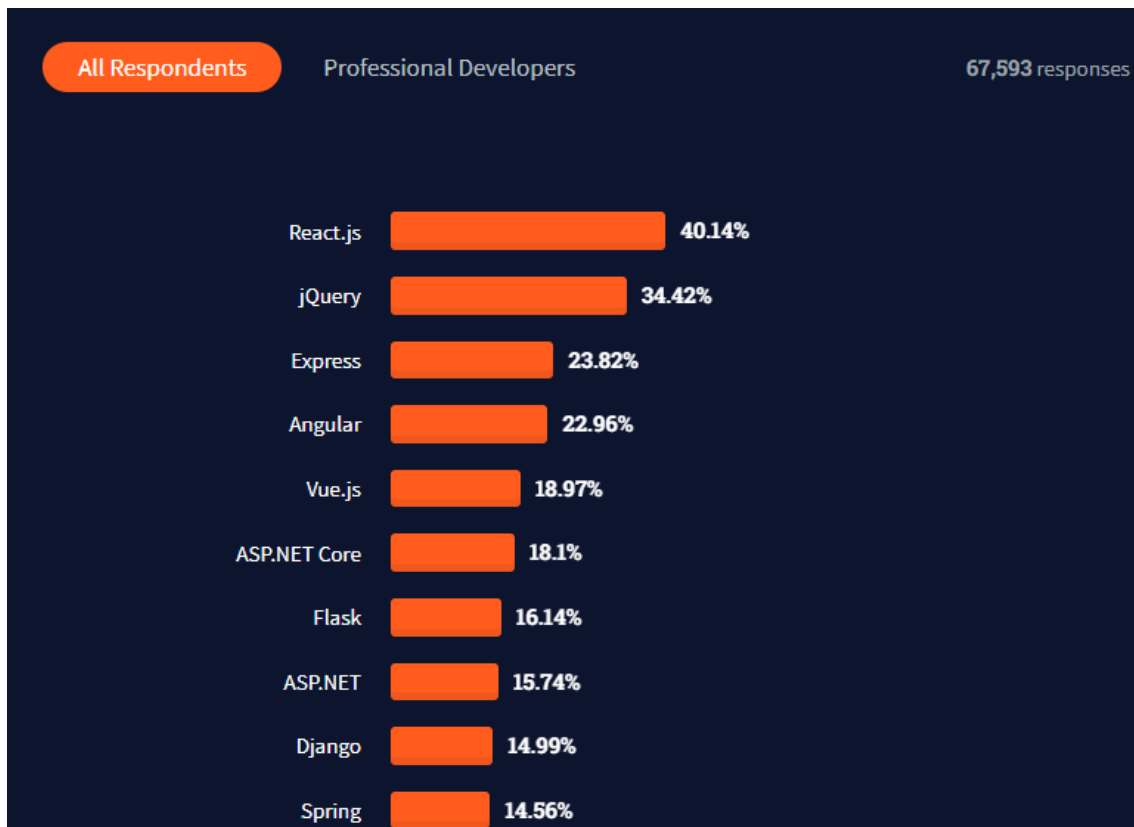 All Respondents Professional Developers 67,593 responses
React.js 40.14%
jQuery 34.42%
Express 23.82%
Angular 22.96%
Vue.js 18.97%
ASP.NET Core 18.1%
Flask 16.14%
ASP.NET 15.74%
Django 14.99%
Spring 14.56%